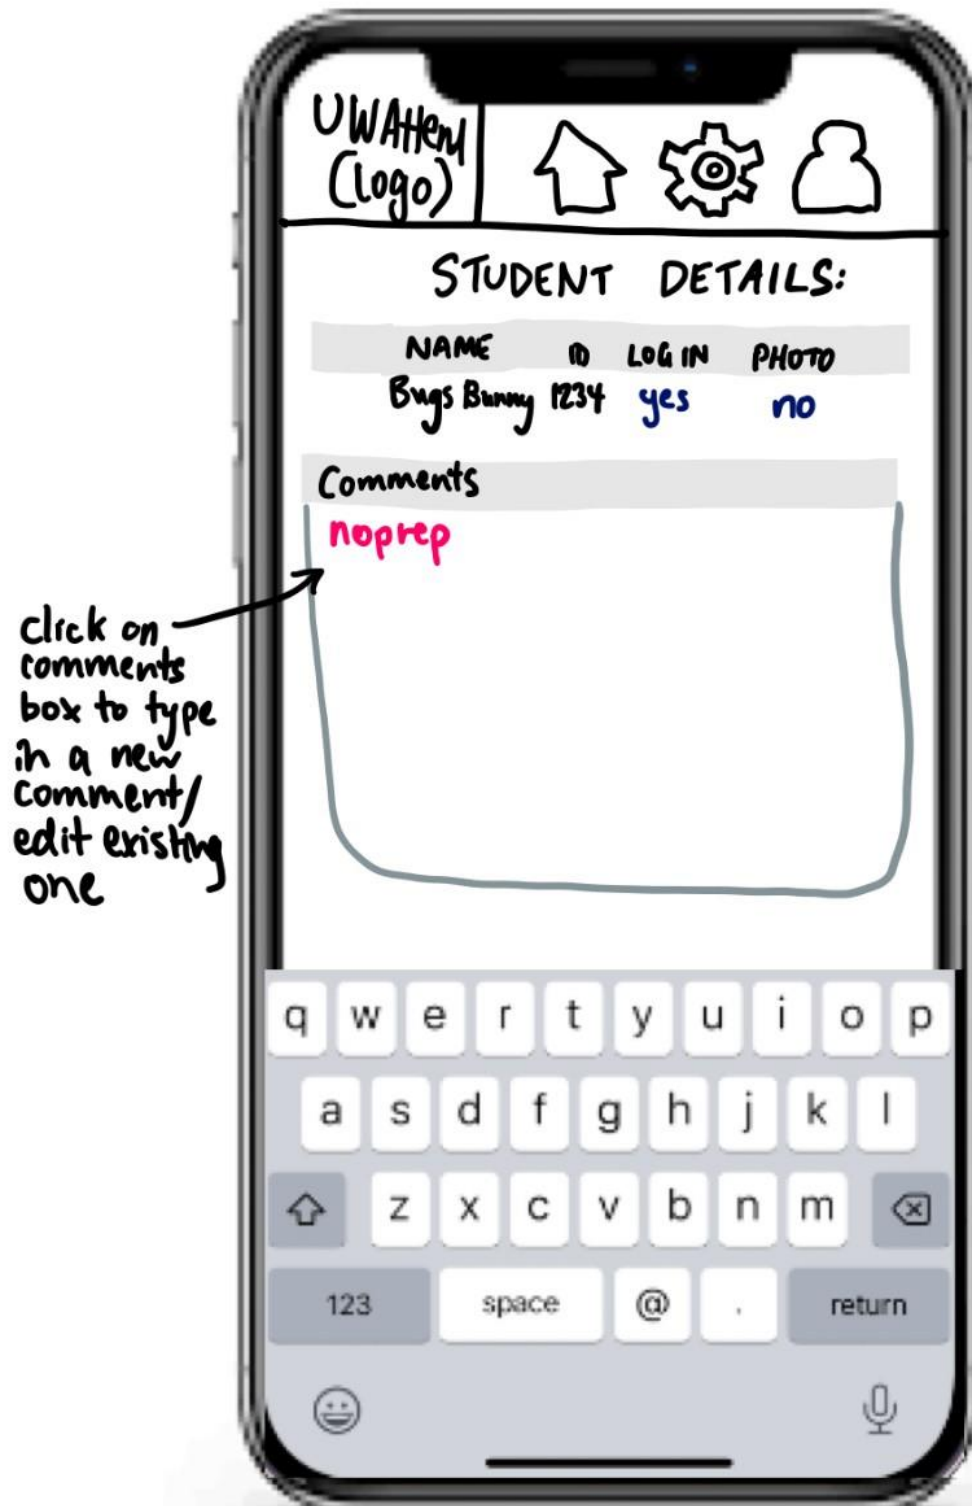 UWAttend
(logo)
STUDENT DETAILS:
NAME ID LOG IN PHOTO
Bugs Bunny 1234 yes no
Comments
noprep
click on
comments
box to type
in a new
comment/
edit existing
one
q w e r t y u i o p
a s d f g h j k l
z x c v b n m
123 space @ . return